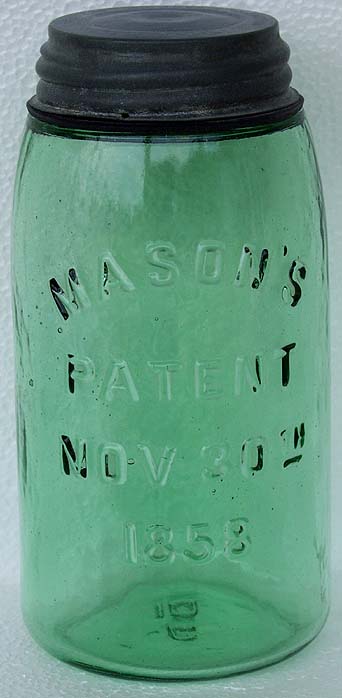 MASON'S
PATENT
NOV 30TH
1858